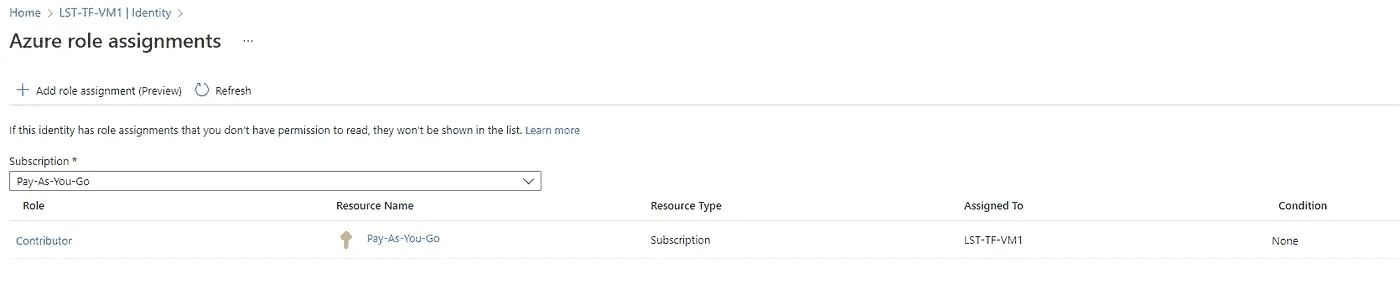 Home > LST-TF-VM1 | Identity >
Azure role assignments ...
+ Add role assignment (Preview) Refresh
If this identity has role assignments that you don't have permission to read, they won't be shown in the list. Learn more
Subscription *
Pay-As-You-Go
Role Resource Name Resource Type Assigned To Condition
Contributor Pay-As-You-Go Subscription LST-TF-VM1 None